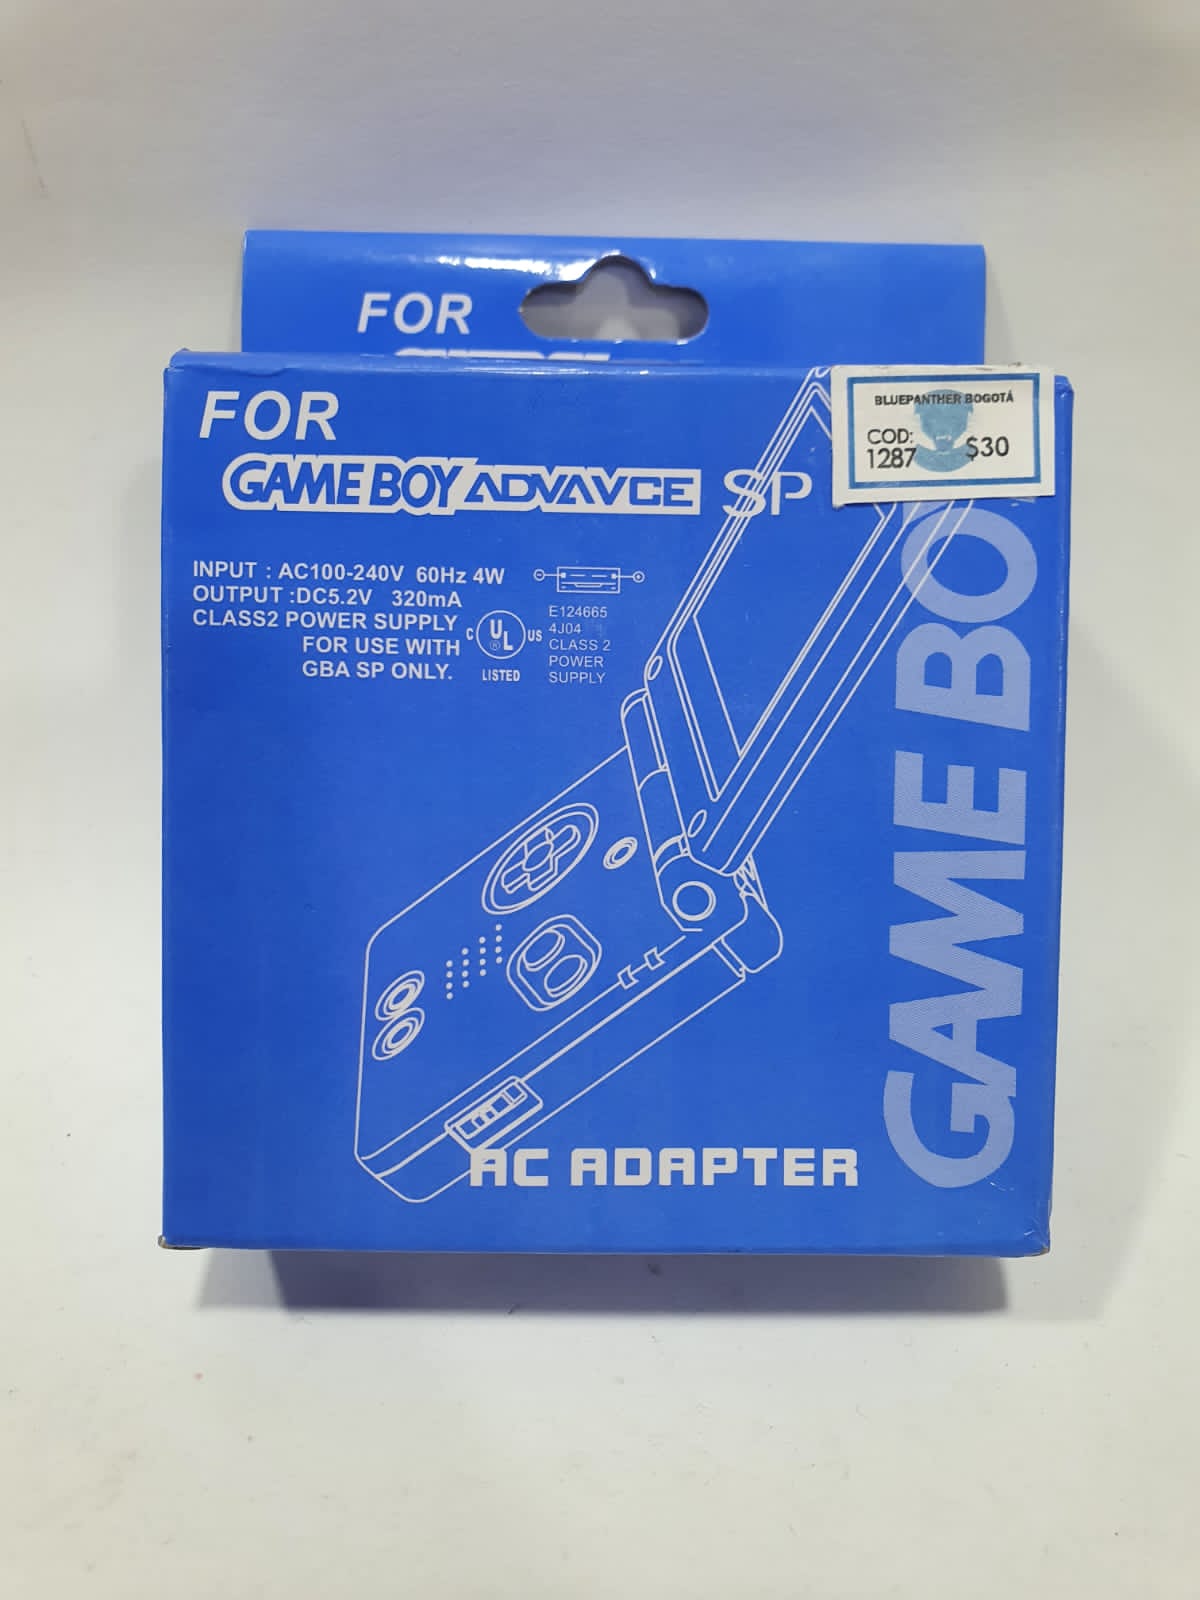 FOR
FOR
GAME BOY ADVAVCE SP
BLUEPANTHER BOGOTÁ
COD:
1287 $30
INPUT : AC100-240V 60Hz 4W
OUTPUT :DC5.2V 320mA
CLASS2 POWER SUPPLY
FOR USE WITH
GBA SP ONLY.
C UL ® US
LISTED
E124665
4J04
CLASS 2
POWER
SUPPLY
GAME BO
AC ADAPTER